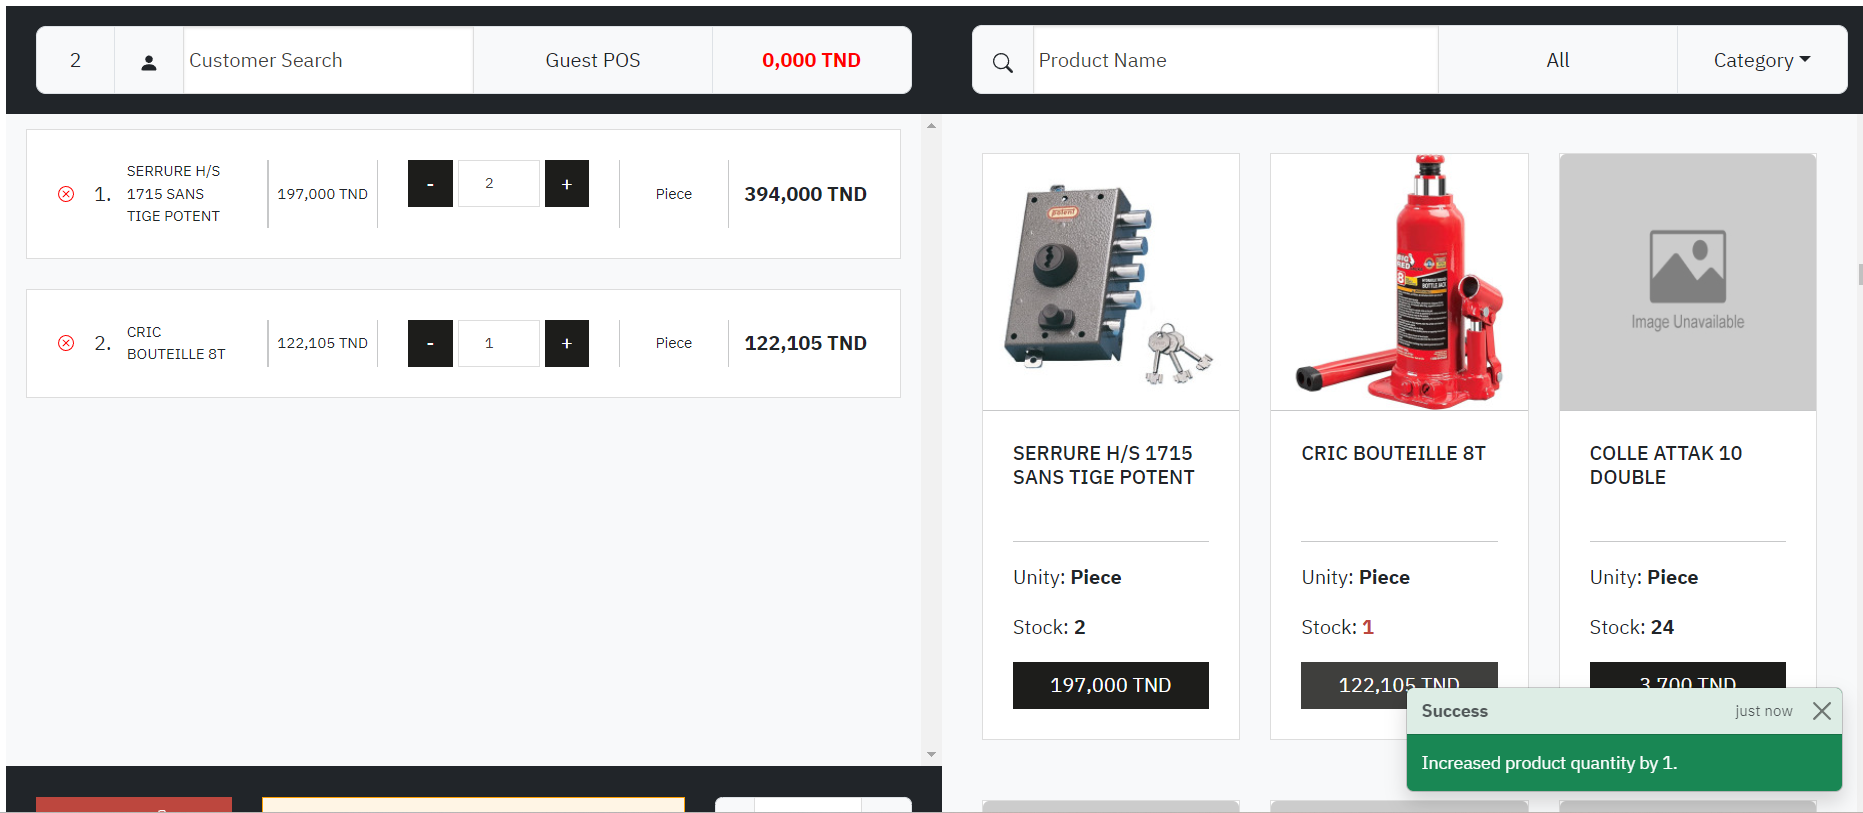 2
Customer Search
Guest POS
0,000 TND
Product Name
All
Category
1.
SERRURE H/S
1715 SANS
TIGE POTENT
197,000 TND
-
2
+
Piece
394,000 TND
2.
CRIC
BOUTEILLE 8T
122,105 TND
-
1
+
Piece
122,105 TND
potent
Image Unavailable
SERRURE H/S 1715
SANS TIGE POTENT
Unity: Piece
Stock: 2
197,000 TND
CRIC BOUTEILLE 8T
Unity: Piece
Stock: 1
122,105 TND
COLLE ATTAK 10
DOUBLE
Unity: Piece
Stock: 24
3,700 TND
Success
just now
Increased product quantity by 1.